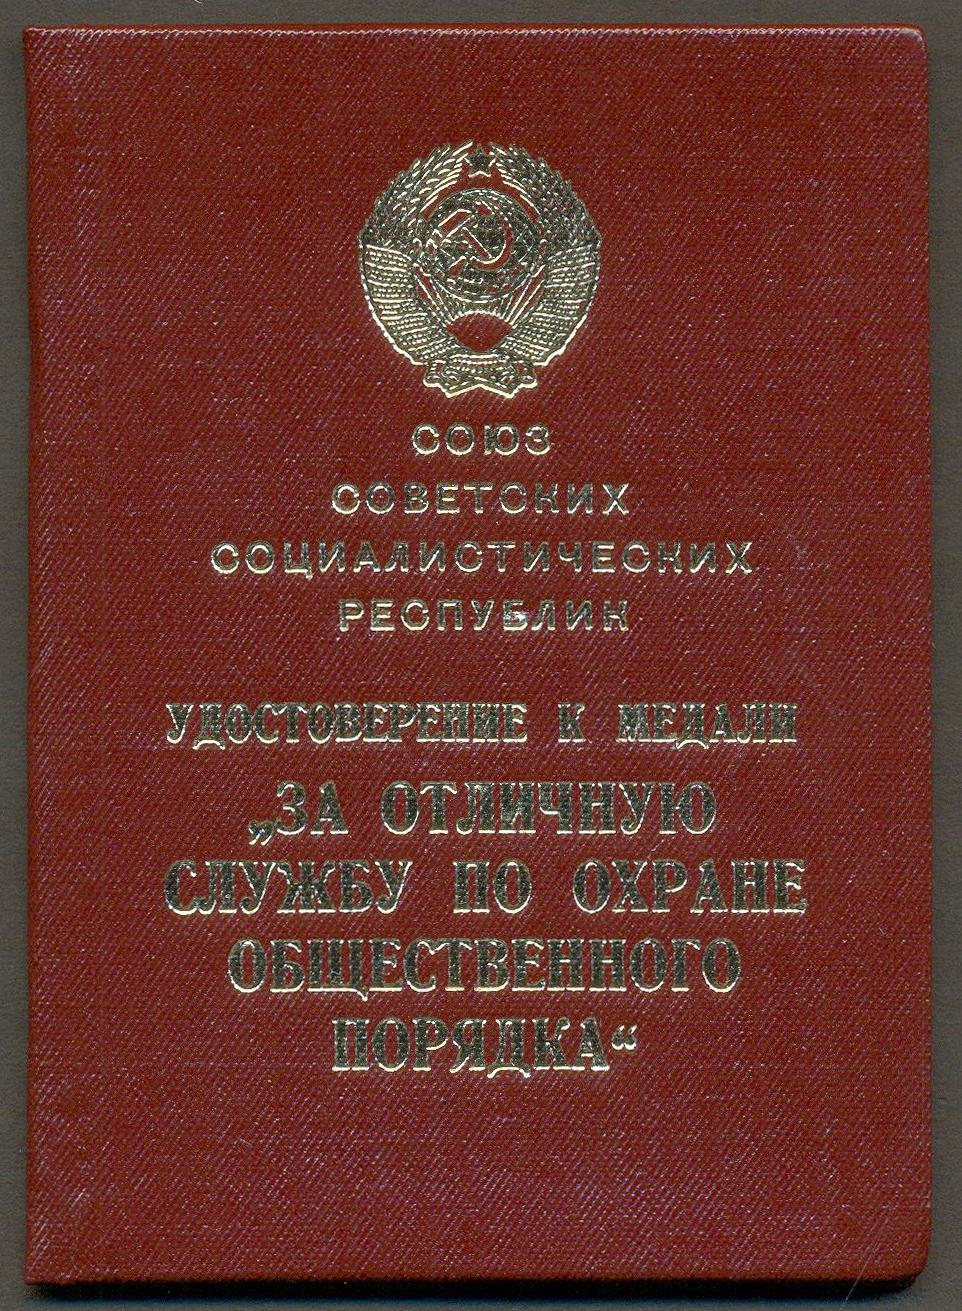 СОЮЗ
СОВЕТСКИХ
СОЦИАЛИСТИЧЕСКИХ
РЕСПУБЛИК
УДОСТОВЕРЕНИЕ К МЕДАЛИ
„ЗА ОТЛИЧНУЮ
СЛУЖБУ ПО ОХРАНЕ
ОБЩЕСТВЕННОГО
ПОРЯДКА“